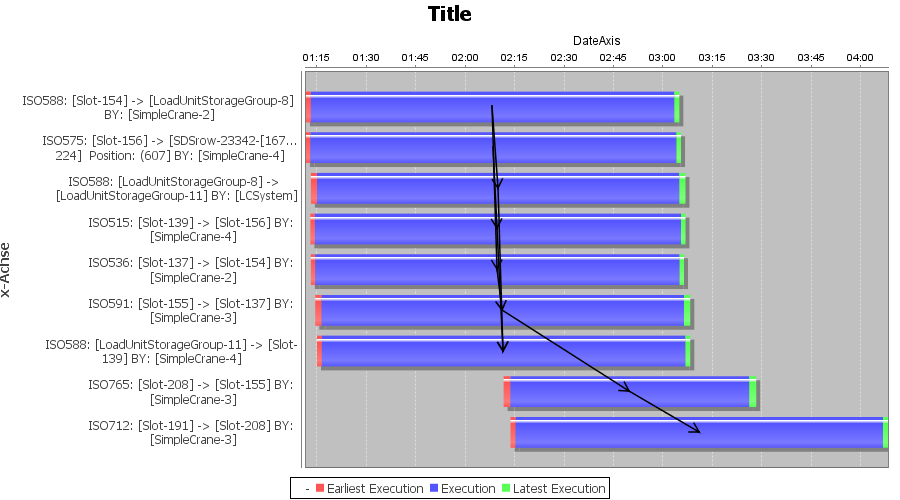 Title
DateAxis
01:15 01:30 01:45 02:00 02:15 02:30 02:45 03:00 03:15 03:30 03:45 04:00
x-Achse
ISO588: [Slot-154] -> [LoadUnitStorageGroup-8]
BY: [SimpleCrane-2]
ISO575: [Slot-156] -> [SDSrow-23342-[167...
224] Position: (607] BY: [SimpleCrane-4]
ISO588: [LoadUnitStorageGroup-8] ->
[LoadUnitStorageGroup-11] BY: [LCSystem]
ISO515: [Slot-139] -> [Slot-156] BY:
[SimpleCrane-4]
ISO536: [Slot-137] -> [Slot-154] BY:
[SimpleCrane-2]
ISO591: [Slot-155] -> [Slot-137] BY:
[SimpleCrane-3]
ISO588: [LoadUnitStorageGroup-11] -> [Slot-
139] BY: [SimpleCrane-4]
ISO765: [Slot-208] -> [Slot-155] BY:
[SimpleCrane-3]
ISO712: [Slot-191] -> [Slot-208] BY:
[SimpleCrane-3]
- Earliest Execution Execution Latest Execution